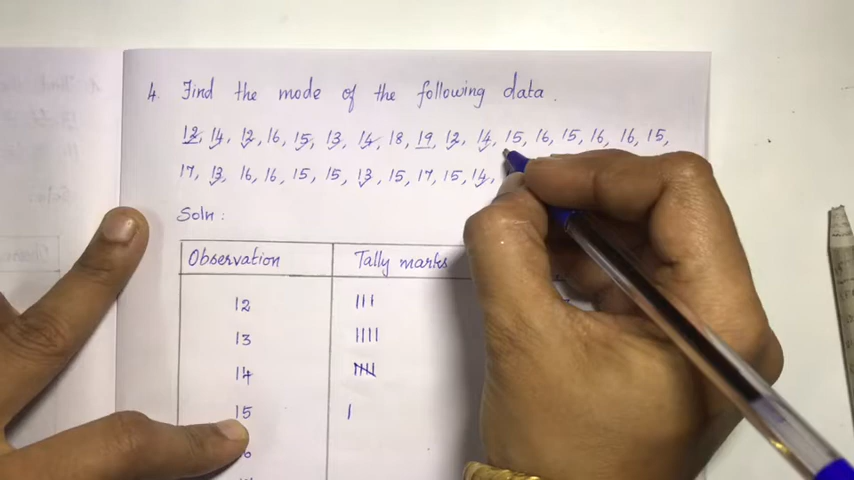 4. Find the mode of the following data.
12, 14, 12, 16, 15, 13, 14, 18, 19, 12, 14, 15, 16, 15, 16, 16, 15,
17, 13, 16, 16, 15, 15, 13, 15, 17, 15, 14,
Soln :
Observation Tally marks
12 |||
13 ||||
14 ||||
15 |